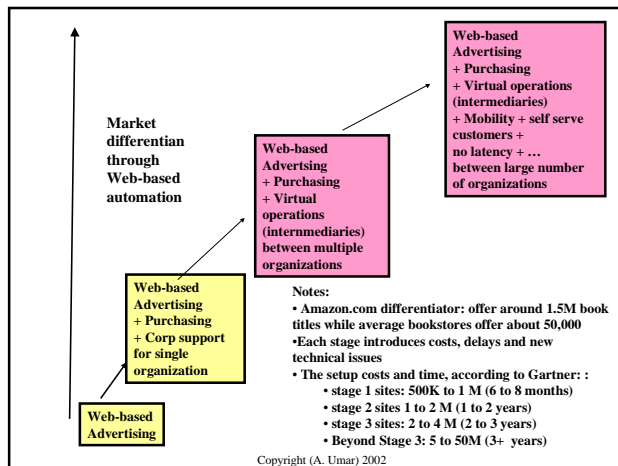 Web-based
Advertising
+ Purchasing
+ Virtual operations
(intermediaries)
+ Mobility + self serve
customers +
no latency + …
between large number
of organizations
Market
differentian
through
Web-based
automation
Web-based
Advertsing
+ Purchasing
+ Virtual
operations
(internmediaries)
between multiple
organizations
Web-based
Advertising
+ Purchasing
+ Corp support
for single
organization
Web-based
Advertising
Notes:
• Amazon.com differentiator: offer around 1.5M book
titles while average bookstores offer about 50,000
•Each stage introduces costs, delays and new
technical issues
• The setup costs and time, according to Gartner: :
• stage 1 sites: 500K to 1 M (6 to 8 months)
• stage 2 sites 1 to 2 M (1 to 2 years)
• stage 3 sites: 2 to 4 M (2 to 3 years)
• Beyond Stage 3: 5 to 50M (3+ years)
Copyright (A. Umar) 2002